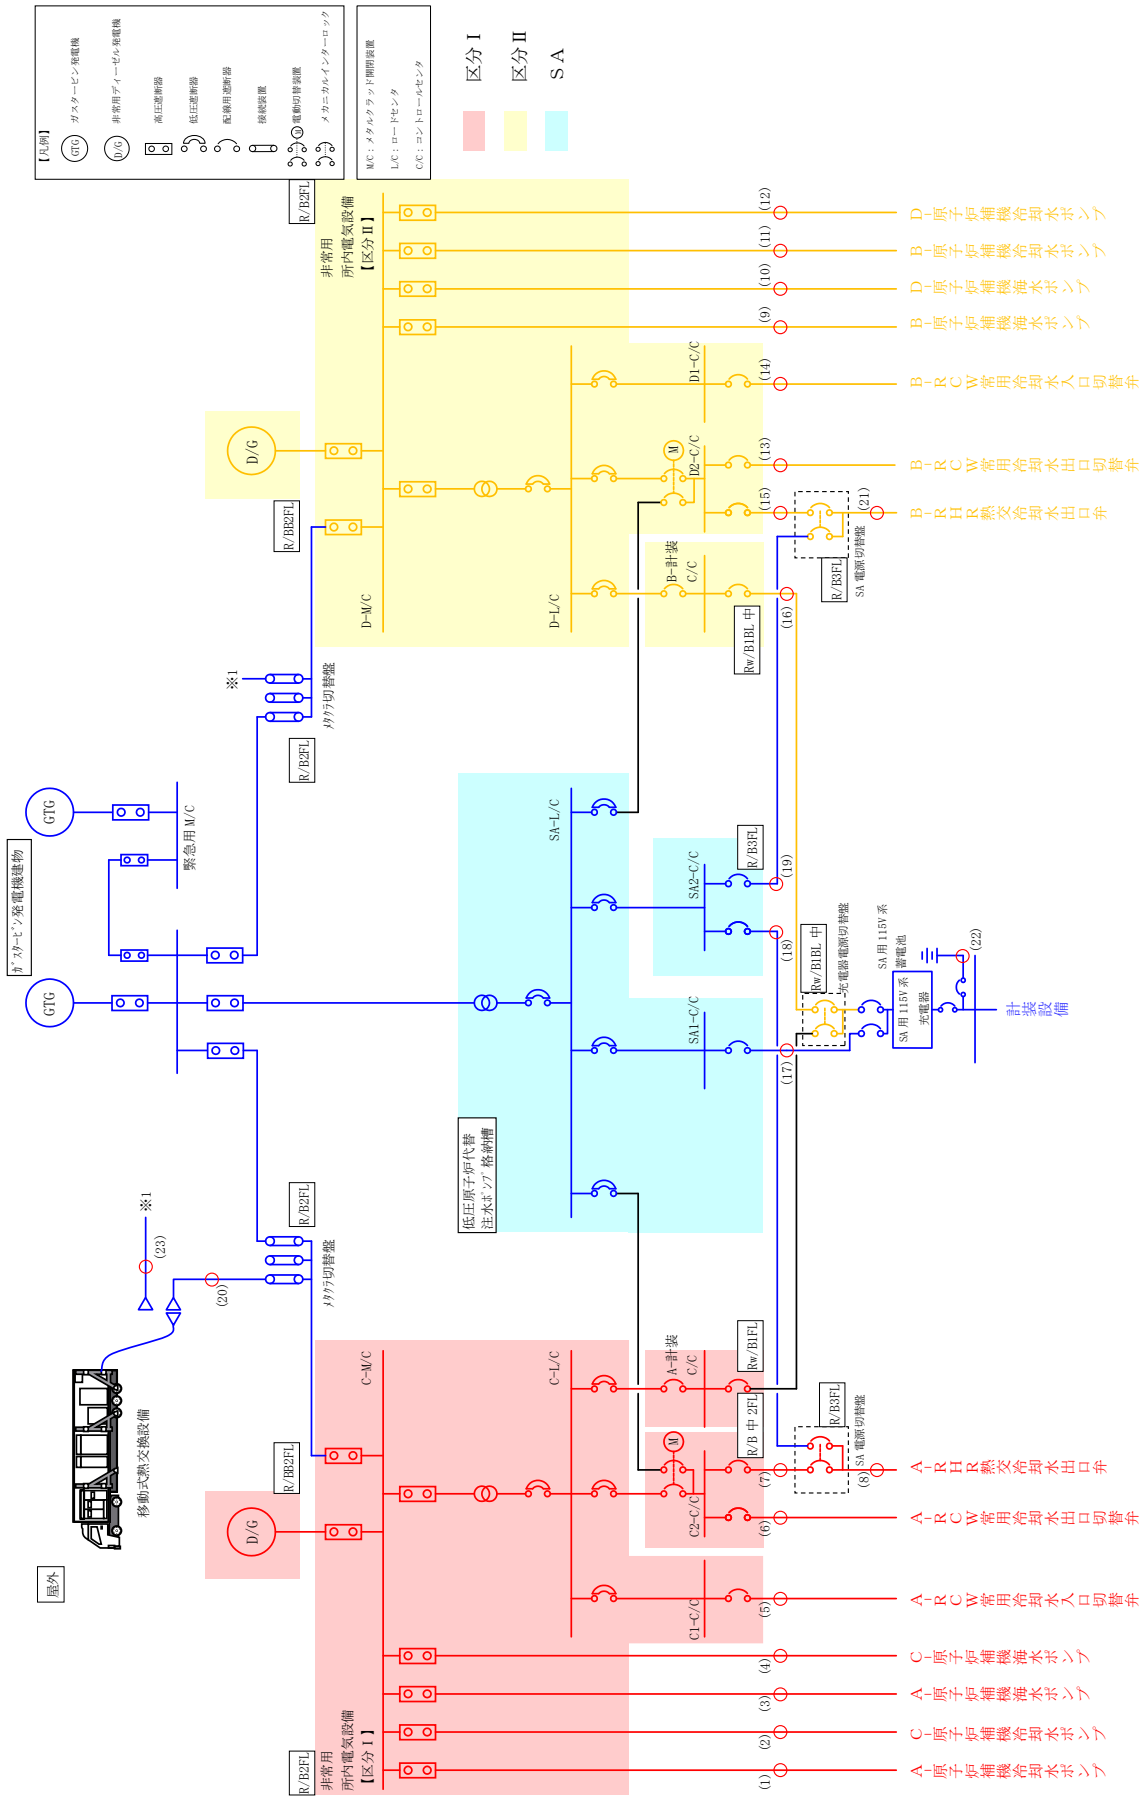 屋外
移動式熱交換設備
(20)
(23)
※1
ガスタービン発電機建物
GTG
GTG
緊急用 M/C
※1
R/B2FL
メタクラ切替盤
R/B2FL
メタクラ切替盤
R/BB2FL
R/BB2FL
D/G
D/G
R/B2FL
非常用
所内電気設備
【区分Ⅰ】
C-M/C
C-L/C
C1-C/C
C2-C/C
M
A-計装
C/C
R/B 中 2FL
Rw/B1FL
R/B3FL
SA 電源切替盤
(1)
(2)
(3)
(4)
(5)
(6)
(7)
(8)
A-原子炉補機冷却水ポンプ
C-原子炉補機冷却水ポンプ
A-原子炉補機海水ポンプ
C-原子炉補機海水ポンプ
A-RCW常用冷却水入口切替弁
A-RCW常用冷却水出口切替弁
A-RHR熱交冷却水出口弁
低圧原子炉代替
注水ポンプ格納槽
SA-L/C
SA1-C/C
SA2-C/C
R/B3FL
(17)
(18)
(19)
Rw/B1BL 中
充電器電源切替盤
SA 用 115V 系
充電器
SA 用 115V 系
蓄電池
(22)
計装設備
R/B2FL
非常用
所内電気設備
【区分Ⅱ】
D-M/C
D-L/C
B-計装
C/C
D2-C/C
M
D1-C/C
Rw/B1BL 中
R/B3FL
SA 電源切替盤
(16)
(15)
(21)
(13)
(14)
(9)
(10)
(11)
(12)
B-RHR熱交冷却水出口弁
B-RCW常用冷却水出口切替弁
B-RCW常用冷却水入口切替弁
B-原子炉補機海水ポンプ
D-原子炉補機海水ポンプ
B-原子炉補機冷却水ポンプ
D-原子炉補機冷却水ポンプ
【凡例】
GTG ガスタービン発電機
D/G 非常用ディーゼル発電機
高圧遮断器
低圧遮断器
配線用遮断器
接続装置
M 電動切替装置
メカニカルインターロック
M/C：メタルクラッド開閉装置
L/C：ロードセンタ
C/C：コントロールセンタ
区分Ⅰ
区分Ⅱ
SA